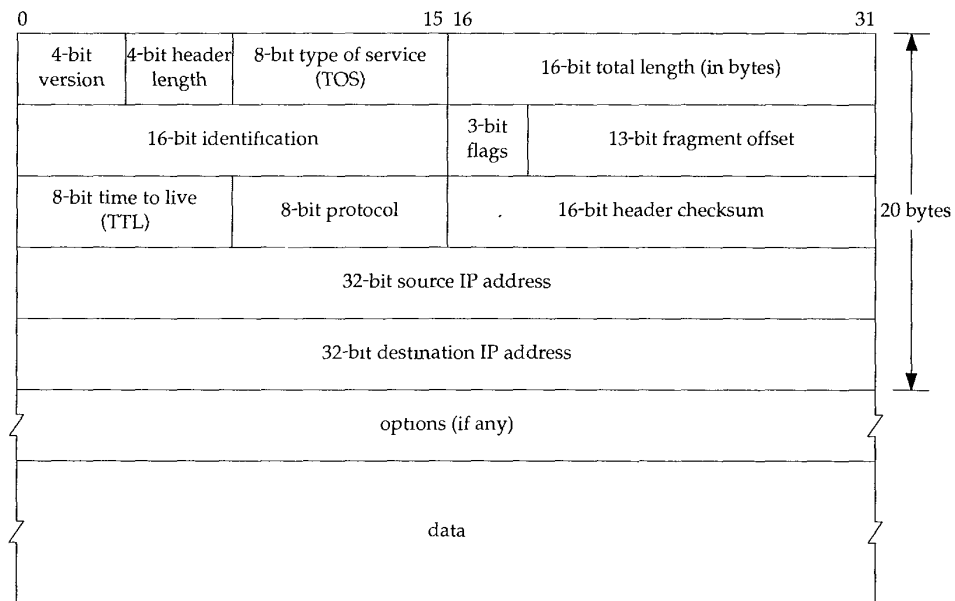 0 15 16 31
4-bit version
4-bit header length
8-bit type of service (TOS)
16-bit total length (in bytes)
16-bit identification
3-bit flags
13-bit fragment offset
8-bit time to live (TTL)
8-bit protocol
16-bit header checksum
20 bytes
32-bit source IP address
32-bit destination IP address
options (if any)
data